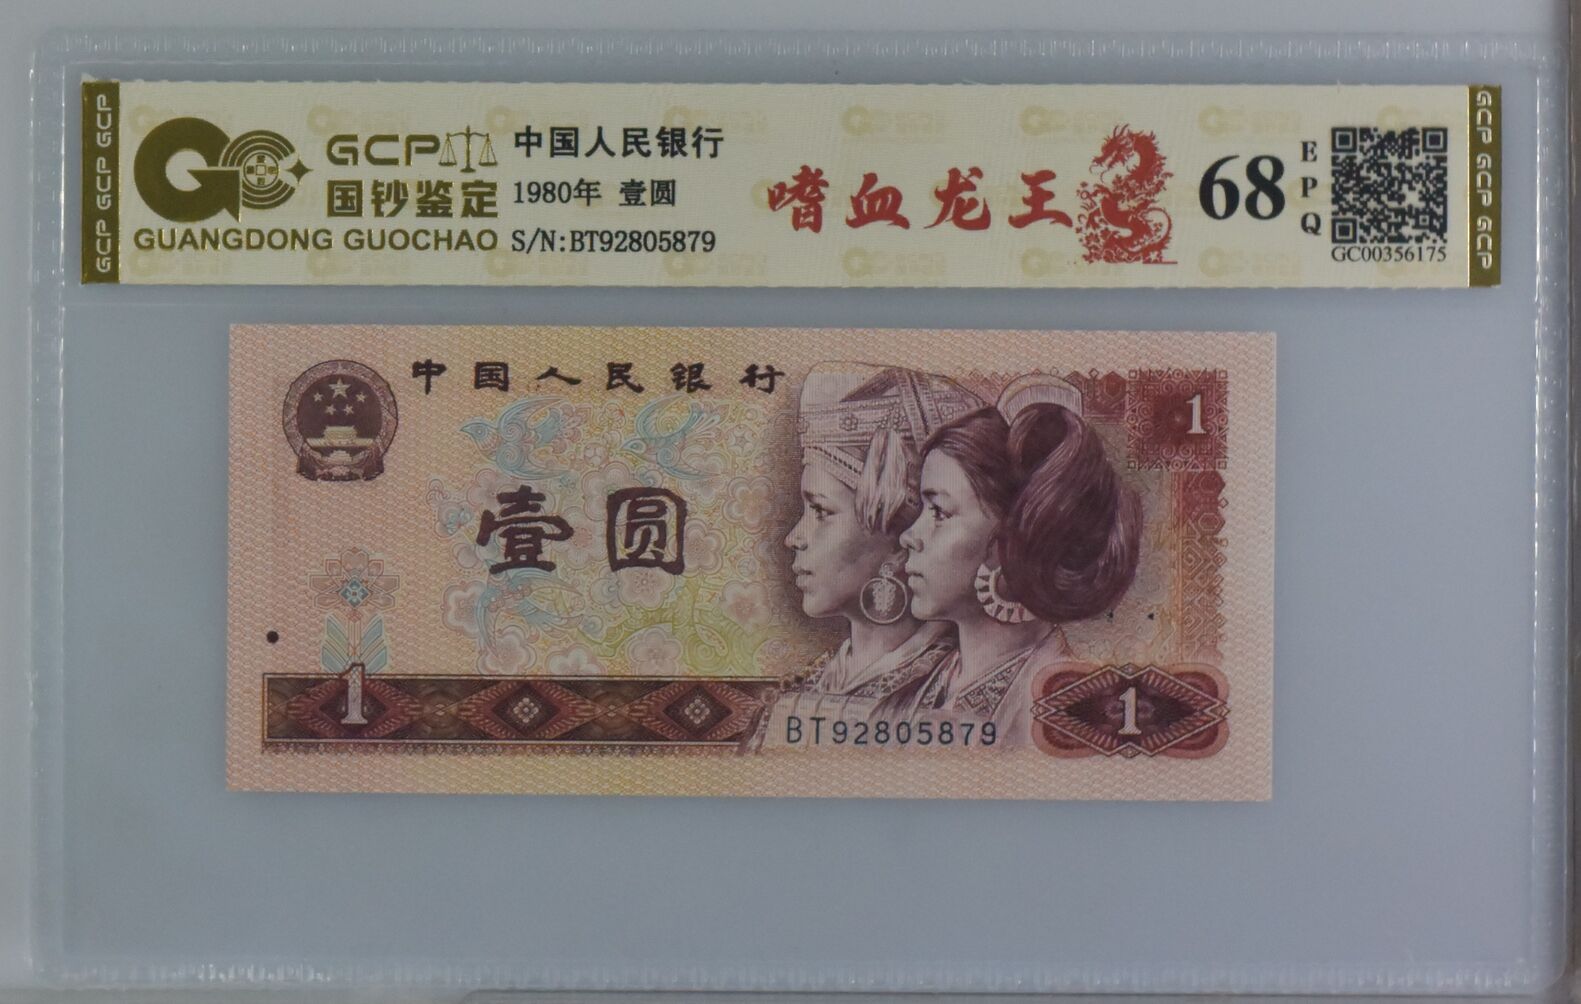 GCP GCP GCP
GCP
国钞鉴定
GUANGDONG GUOCHAO
中国人民银行
1980年 壹圆
S/N:BT92805879
嗜血龙王
68
EPQ
GC00356175
GCP GCP GCP
中国人民银行
1
壹圆
1
BT92805879
1